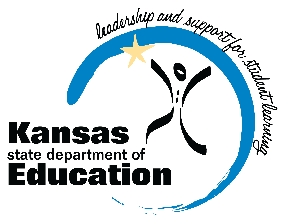 leadership and support for student learning
Kansas
state department of
Education